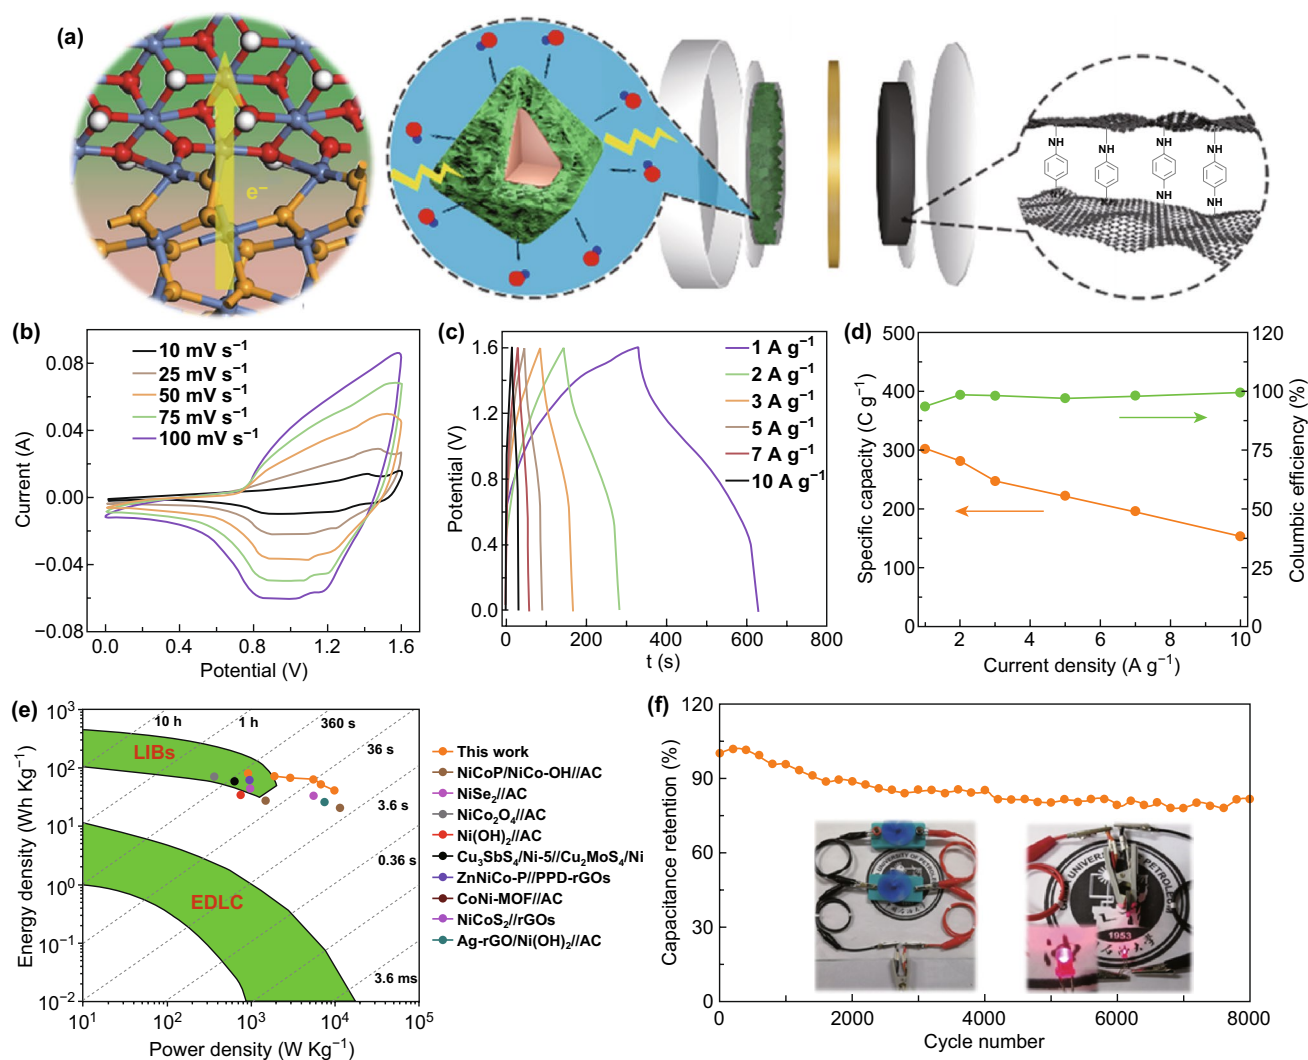 (a)
e⁻
NH NH NH NH
NH NH NH NH
(b)
10 mV s⁻¹
25 mV s⁻¹
50 mV s⁻¹
75 mV s⁻¹
100 mV s⁻¹
0.08
0.04
0.00
−0.04
−0.08
Current (A)
0.0 0.4 0.8 1.2 1.6
Potential (V)
(c)
1 A g⁻¹
2 A g⁻¹
3 A g⁻¹
5 A g⁻¹
7 A g⁻¹
10 A g⁻¹
1.6
1.2
0.8
0.4
0.0
Potential (V)
0 200 400 600 800
t (s)
(d)
500
400
300
200
100
0
Specific capacity (C g⁻¹)
120
100
75
50
25
0
Columbic efficiency (%)
2 4 6 8 10
Current density (A g⁻¹)
(e)
10³
10²
10¹
10⁰
10⁻¹
10⁻²
Energy density (Wh Kg⁻¹)
10 h 1 h 360 s
36 s
3.6 s
0.36 s
3.6 ms
LIBs
EDLC
10¹ 10² 10³ 10⁴ 10⁵
Power density (W Kg⁻¹)
This work
NiCoP/NiCo-OH//AC
NiSe₂//AC
NiCo₂O₄//AC
Ni(OH)₂//AC
Cu₃SbS₄/Ni-5//Cu₂MoS₄/Ni
ZnNiCo-P//PPD-rGOs
CoNi-MOF//AC
NiCoS₂//rGOs
Ag-rGO/Ni(OH)₂//AC
(f)
120
90
60
30
0
Capacitance retention (%)
0 2000 4000 6000 8000
Cycle number
UNIVERSITY OF PETROL
UNIVER
PETROLEUM
1953
大学